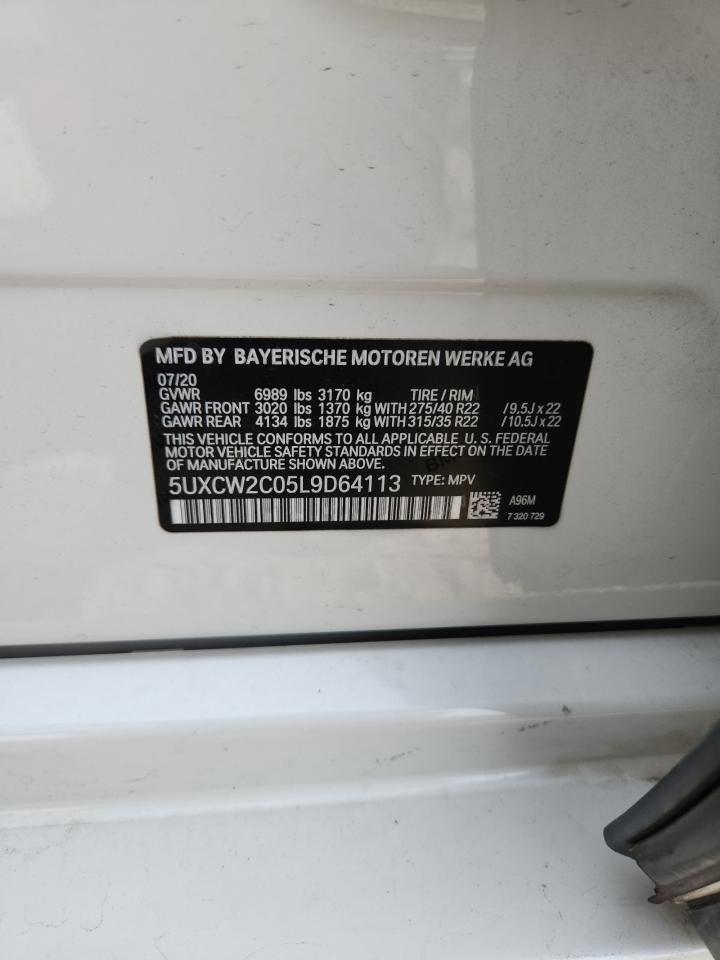 MFD BY BAYERISCHE MOTOREN WERKE AG
07/20
GVWR 6989 lbs 3170 kg TIRE / RIM
GAWR FRONT 3020 lbs 1370 kg WITH 275/40 R22 / 9.5J x 22
GAWR REAR 4134 lbs 1875 kg WITH 315/35 R22 / 10.5J x 22
THIS VEHICLE CONFORMS TO ALL APPLICABLE U. S. FEDERAL
MOTOR VEHICLE SAFETY STANDARDS IN EFFECT ON THE DATE
OF MANUFACTURE SHOWN ABOVE.
5UXCW2C05L9D64113 TYPE: MPV
A96M
7 320 729